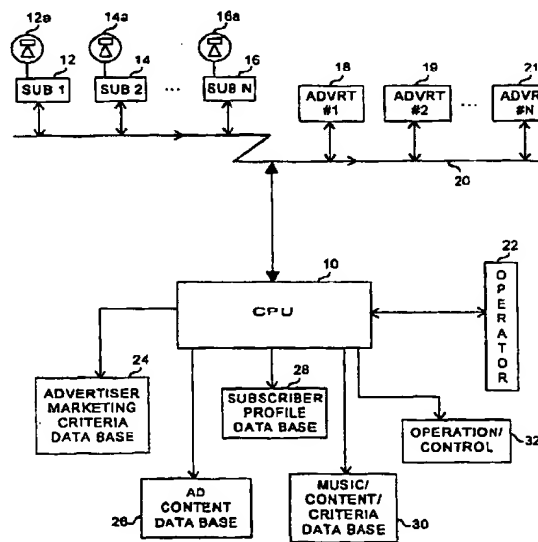 12a 14a 16a
12 14 16
SUB 1 SUB 2 ... SUB N
18 19 21
ADVRT ADVRT ... ADVR
#1 #2 #N
20
10
CPU
22
OPERATOR
24
ADVERTISER
MARKETING
CRITERIA
DATA BASE
28
SUBSCRIBER
PROFILE
DATA BASE
OPERATION/
CONTROL
32
26
AD
CONTENT
DATA BASE
MUSIC/
CONTENT/
CRITERIA
DATA BASE
30